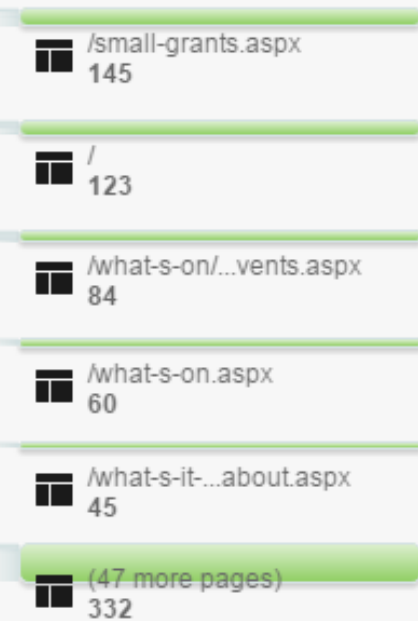 /small-grants.aspx
145
/
123
/what-s-on/...vents.aspx
84
/what-s-on.aspx
60
/what-s-it-...about.aspx
45
(47 more pages)
332